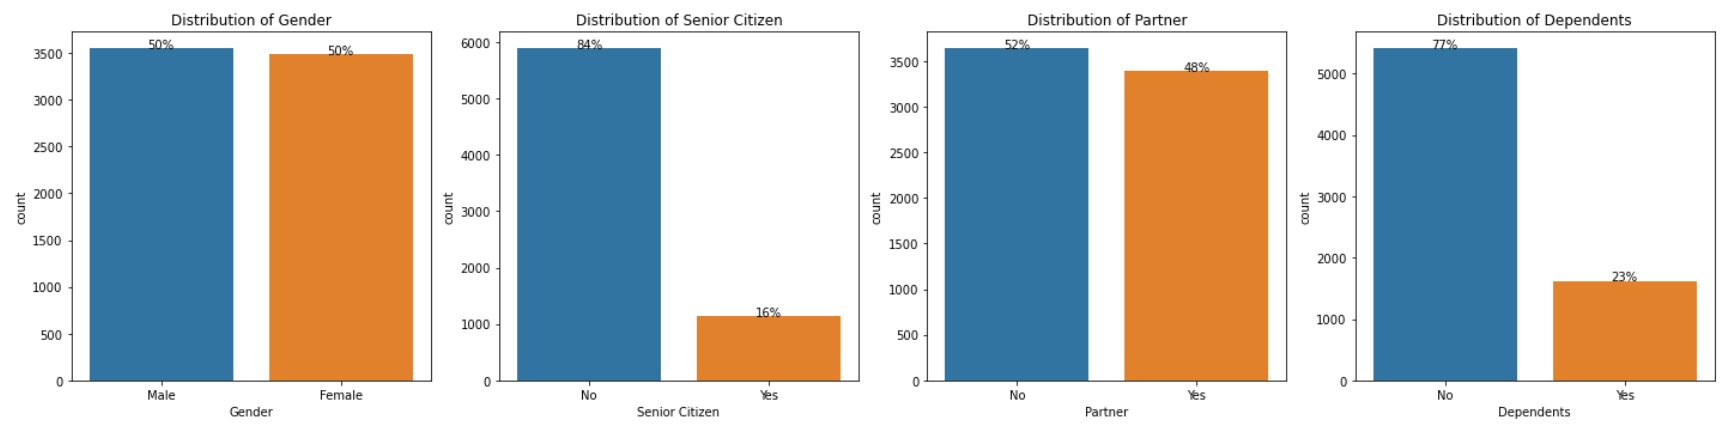 Distribution of Gender
50%
50%
3500
3000
2500
2000
1500
1000
500
0
count
Male
Female
Gender
Distribution of Senior Citizen
84%
16%
6000
5000
4000
3000
2000
1000
0
count
No
Yes
Senior Citizen
Distribution of Partner
52%
48%
3500
3000
2500
2000
1500
1000
500
0
count
No
Yes
Partner
Distribution of Dependents
77%
23%
5000
4000
3000
2000
1000
0
count
No
Yes
Dependents